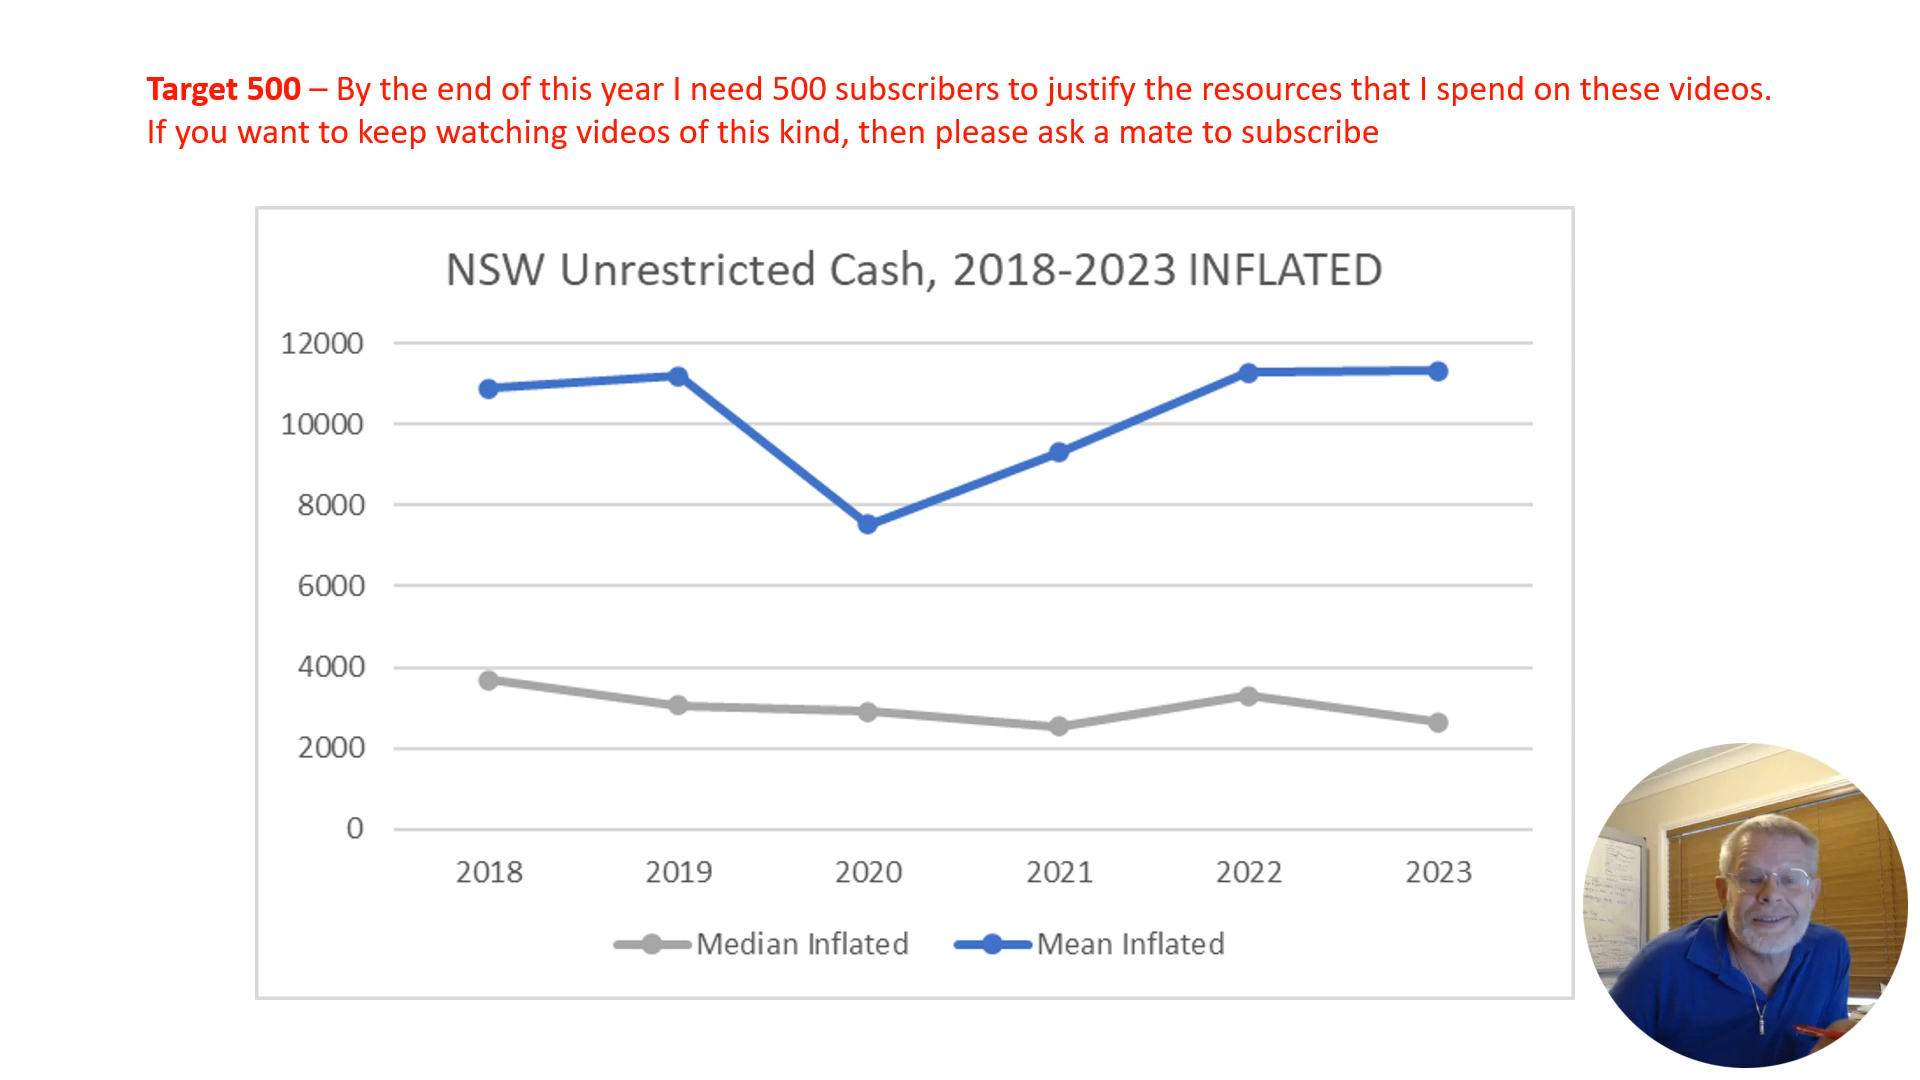 Target 500 – By the end of this year I need 500 subscribers to justify the resources that I spend on these videos.
If you want to keep watching videos of this kind, then please ask a mate to subscribe
NSW Unrestricted Cash, 2018-2023 INFLATED
12000
10000
8000
6000
4000
2000
0
2018 2019 2020 2021 2022 2023
Median Inflated Mean Inflated